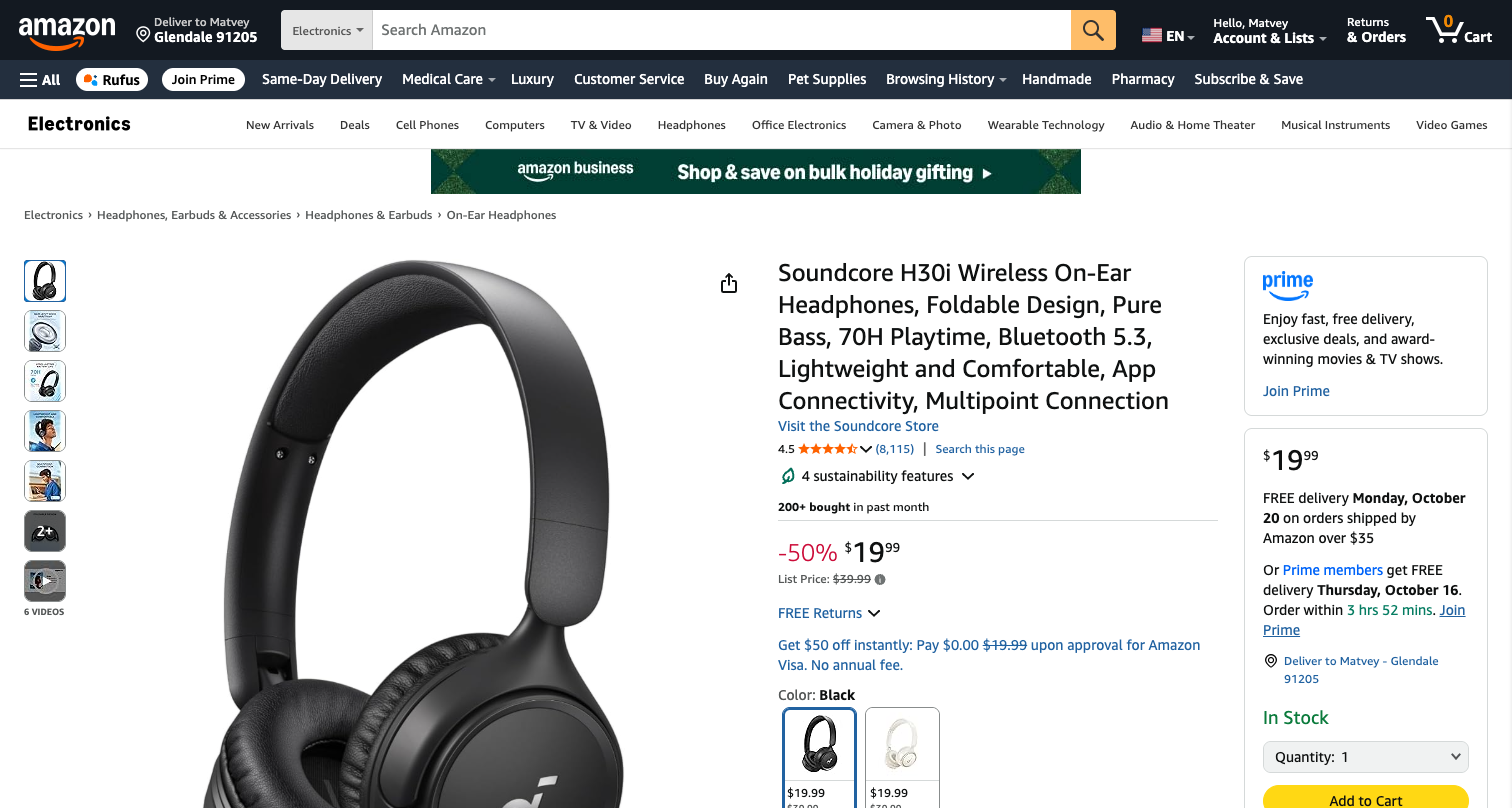 amazon
Deliver to Matvey
Glendale 91205
Electronics
Search Amazon
EN
Hello, Matvey
Account & Lists
Returns
& Orders
0
Cart
All
Rufus
Join Prime
Same-Day Delivery
Medical Care
Luxury
Customer Service
Buy Again
Pet Supplies
Browsing History
Handmade
Pharmacy
Subscribe & Save
Electronics
New Arrivals
Deals
Cell Phones
Computers
TV & Video
Headphones
Office Electronics
Camera & Photo
Wearable Technology
Audio & Home Theater
Musical Instruments
Video Games
amazon business
Shop & save on bulk holiday gifting ▸
Electronics › Headphones, Earbuds & Accessories › Headphones & Earbuds › On-Ear Headphones
70H
2+
6 VIDEOS
Soundcore H30i Wireless On-Ear
Headphones, Foldable Design, Pure
Bass, 70H Playtime, Bluetooth 5.3,
Lightweight and Comfortable, App
Connectivity, Multipoint Connection
Visit the Soundcore Store
4.5 (8,115) | Search this page
4 sustainability features
200+ bought in past month
-50% $1999
List Price: $39.99
FREE Returns
Get $50 off instantly: Pay $0.00 $19.99 upon approval for Amazon
Visa. No annual fee.
Color: Black
$19.99
$19.99
prime
Enjoy fast, free delivery,
exclusive deals, and award-
winning movies & TV shows.
Join Prime
$1999
FREE delivery Monday, October
20 on orders shipped by
Amazon over $35
Or Prime members get FREE
delivery Thursday, October 16.
Order within 3 hrs 52 mins. Join
Prime
Deliver to Matvey - Glendale
91205
In Stock
Quantity: 1
Add to Cart